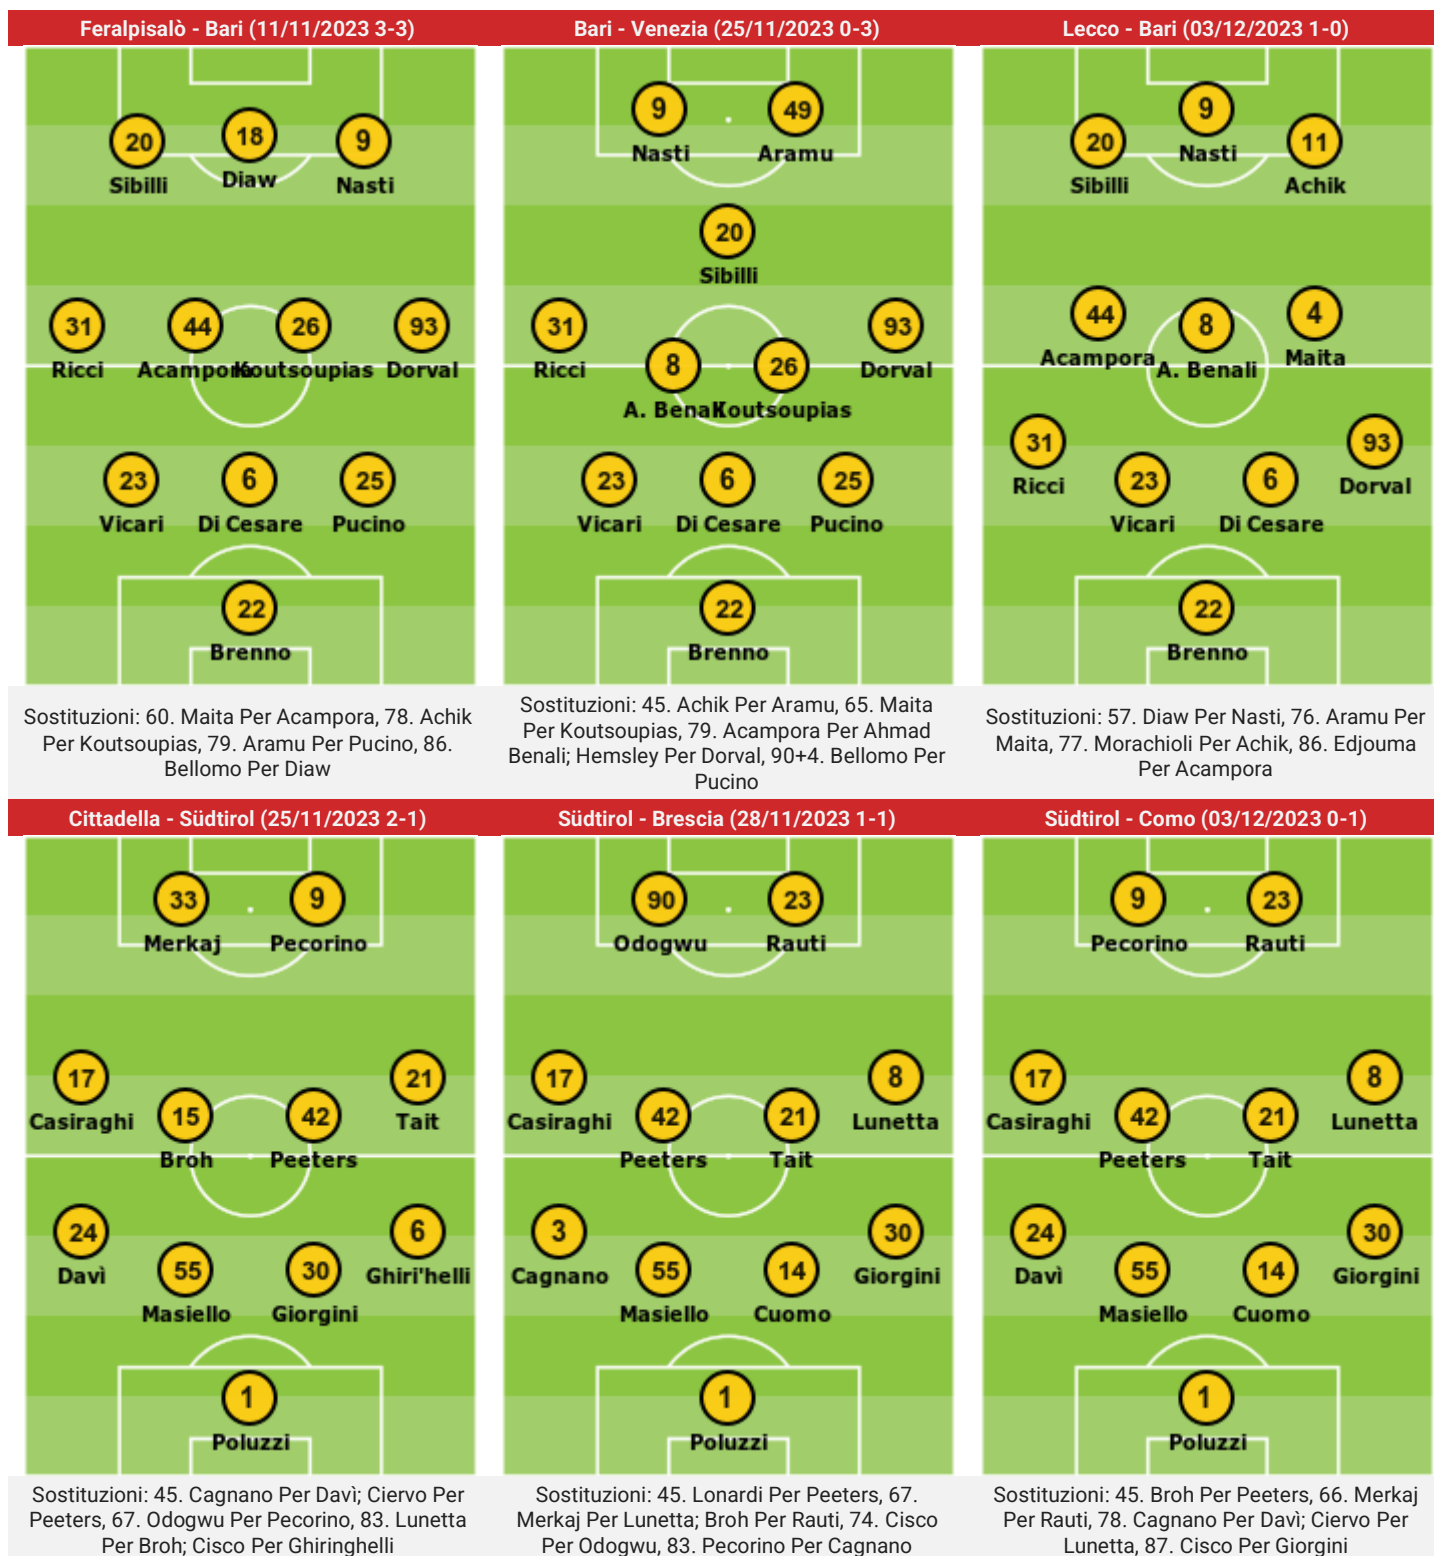 Feralpisalò - Bari (11/11/2023 3-3)
20
18
9
Sibilli
Diaw
Nasti
31
44
26
93
Ricci
Acampora
Koutsoupias
Dorval
23
6
25
Vicari
Di Cesare
Pucino
22
Brenno
Sostituzioni: 60. Maita Per Acampora, 78. Achik
Per Koutsoupias, 79. Aramu Per Pucino, 86.
Bellomo Per Diaw
Bari - Venezia (25/11/2023 0-3)
9
49
Nasti
Aramu
20
Sibilli
31
93
Ricci
Dorval
8
26
A. Benali
Koutsoupias
23
6
25
Vicari
Di Cesare
Pucino
22
Brenno
Sostituzioni: 45. Achik Per Aramu, 65. Maita
Per Koutsoupias, 79. Acampora Per Ahmad
Benali; Hemsley Per Dorval, 90+4. Bellomo Per
Pucino
Lecco - Bari (03/12/2023 1-0)
20
9
11
Sibilli
Nasti
Achik
44
8
4
Acampora
A. Benali
Maita
31
93
Ricci
Dorval
23
6
Vicari
Di Cesare
22
Brenno
Sostituzioni: 57. Diaw Per Nasti, 76. Aramu Per
Maita, 77. Morachioli Per Achik, 86. Edjouma
Per Acampora
Cittadella - Südtirol (25/11/2023 2-1)
33
9
Merkaj
Pecorino
17
21
Casiraghi
Tait
15
42
Broh
Peeters
24
6
Davì
Ghiri'helli
55
30
Masiello
Giorgini
1
Poluzzi
Sostituzioni: 45. Cagnano Per Davì; Ciervo Per
Peeters, 67. Odogwu Per Pecorino, 83. Lunetta
Per Broh; Cisco Per Ghiringhelli
Südtirol - Brescia (28/11/2023 1-1)
90
23
Odogwu
Rauti
17
8
Casiraghi
Lunetta
42
21
Peeters
Tait
3
30
Cagnano
Giorgini
55
14
Masiello
Cuomo
1
Poluzzi
Sostituzioni: 45. Lonardi Per Peeters, 67.
Merkaj Per Lunetta; Broh Per Rauti, 74. Cisco
Per Odogwu, 83. Pecorino Per Cagnano
Südtirol - Como (03/12/2023 0-1)
9
23
Pecorino
Rauti
17
8
Casiraghi
Lunetta
42
21
Peeters
Tait
24
30
Davì
Giorgini
55
14
Masiello
Cuomo
1
Poluzzi
Sostituzioni: 45. Broh Per Peeters, 66. Merkaj
Per Rauti, 78. Cagnano Per Davì; Ciervo Per
Lunetta, 87. Cisco Per Giorgini